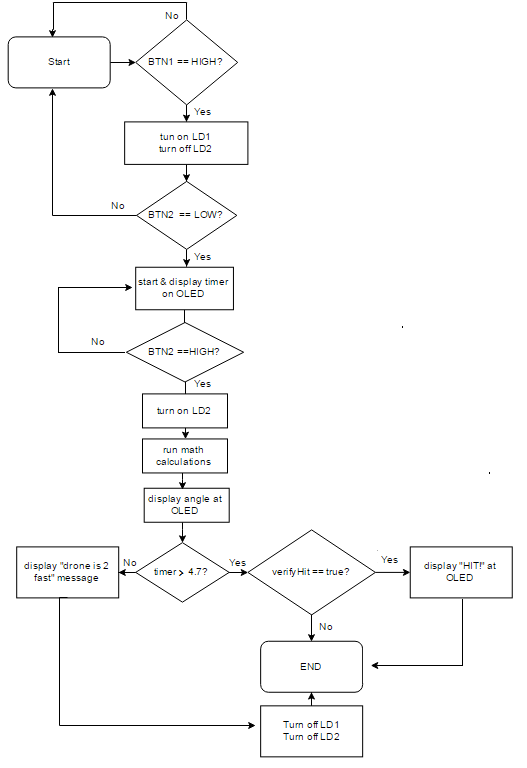 No
Start
BTN1 == HIGH?
Yes
tun on LD1
turn off LD2
No
BTN2 == LOW?
Yes
start & display timer
on OLED
No
BTN2 ==HIGH?
Yes
turn on LD2
run math
calculations
display angle at
OLED
display "drone is 2
fast" message
No
timer > 4.7?
Yes
verifyHit == true?
Yes
display "HIT!" at
OLED
No
END
Turn off LD1
Turn off LD2